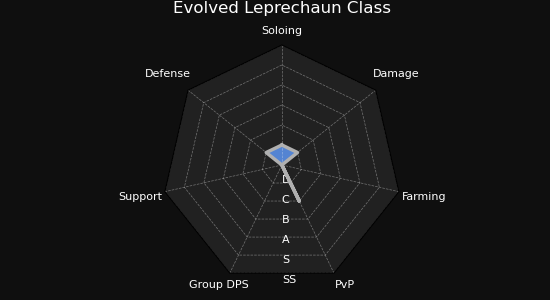 Evolved Leprechaun Class
Soloing
Defense
Damage
Support
Farming
D
C
B
A
S
SS
Group DPS
PvP